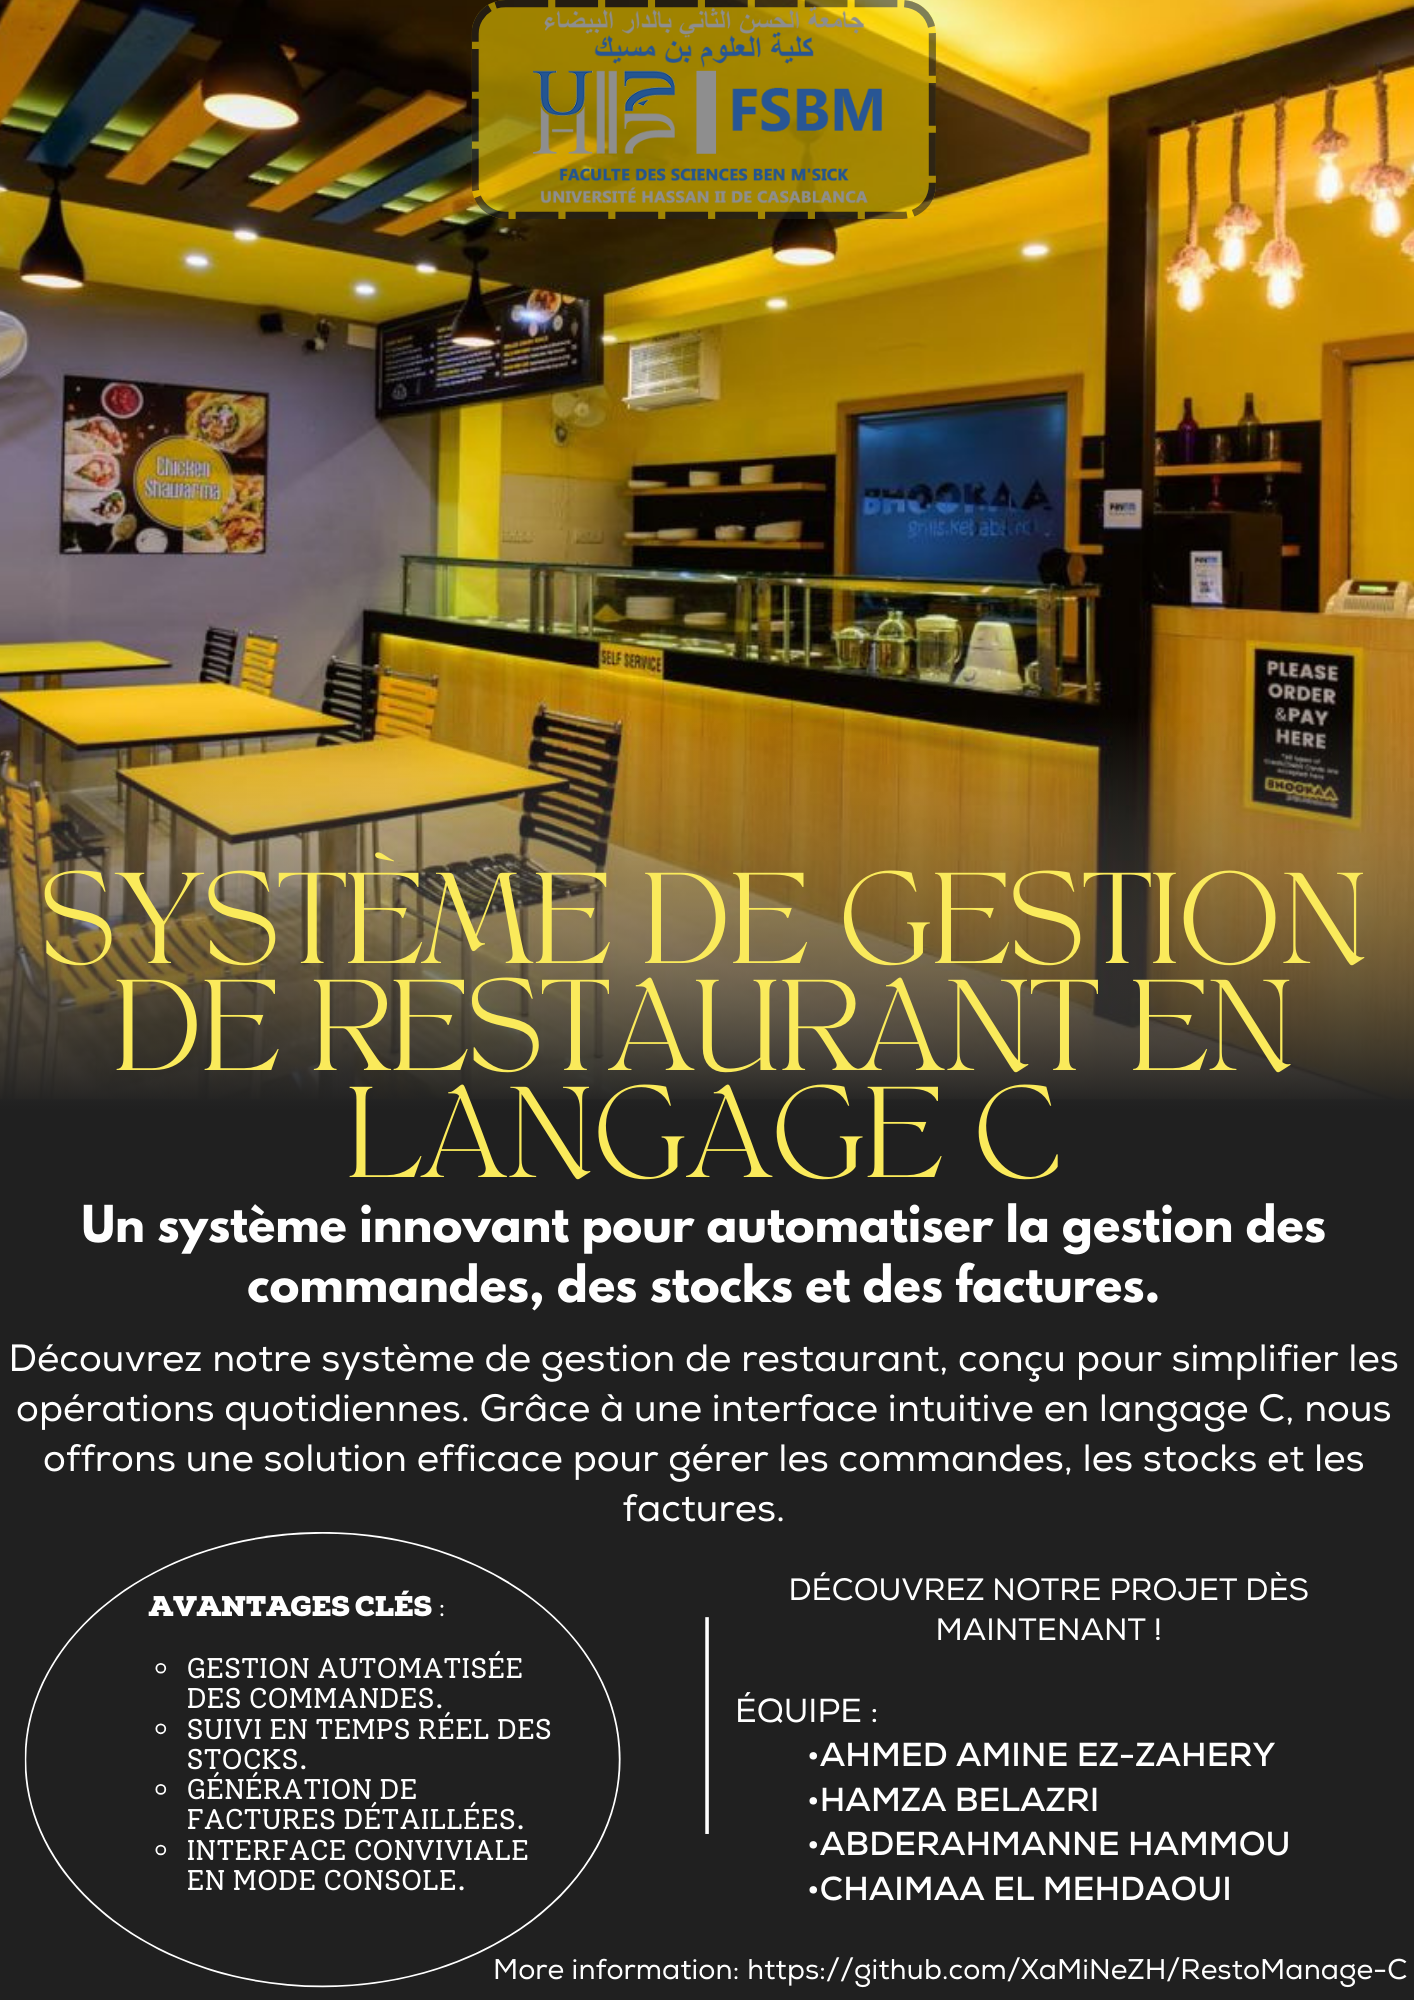 جامعة الحسن الثاني بالدار البيضاء
كلية العلوم بن مسيك
FSBM
FACULTE DES SCIENCES BEN M'SICK
UNIVERSITÉ HASSAN II DE CASABLANCA
Chicken
Shawarma
BHOOKAA
SELF SERVICE
PLEASE
ORDER
&PAY
HERE
BHOOKAA
SYSTÈME DE GESTION
DE RESTAURANT EN
LANGAGE C
Un système innovant pour automatiser la gestion des
commandes, des stocks et des factures.
Découvrez notre système de gestion de restaurant, conçu pour simplifier les
opérations quotidiennes. Grâce à une interface intuitive en langage C, nous
offrons une solution efficace pour gérer les commandes, les stocks et les
factures.
AVANTAGES CLÉS :
GESTION AUTOMATISÉE
DES COMMANDES.
SUIVI EN TEMPS RÉEL DES
STOCKS.
GÉNÉRATION DE
FACTURES DÉTAILLÉES.
INTERFACE CONVIVIALE
EN MODE CONSOLE.
DÉCOUVREZ NOTRE PROJET DÈS
MAINTENANT !
ÉQUIPE :
•AHMED AMINE EZ-ZAHERY
•HAMZA BELAZRI
•ABDERAHMANNE HAMMOU
•CHAIMAA EL MEHDAOUI
More information: https://github.com/XaMiNeZH/RestoManage-C